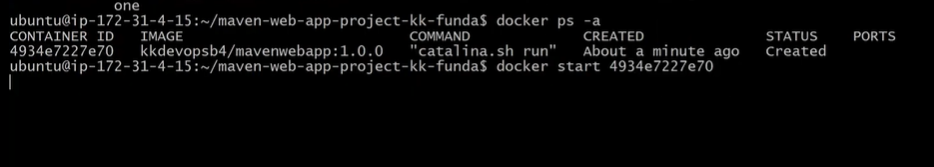 one
ubuntu@ip-172-31-4-15:~/maven-web-app-project-kk-funda$ docker ps -a
CONTAINER ID   IMAGE                          COMMAND             CREATED              STATUS    PORTS
4934e7227e70   kkdevopsb4/mavenwebapp:1.0.0   "catalina.sh run"   About a minute ago   Created
ubuntu@ip-172-31-4-15:~/maven-web-app-project-kk-funda$ docker start 4934e7227e70